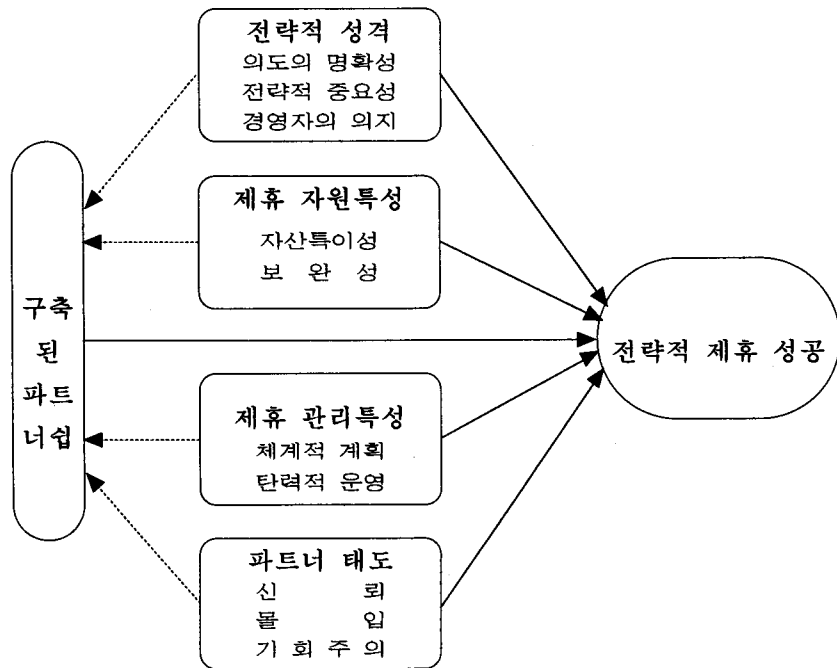 전략적 성격
의도의 명확성
전략적 중요성
경영자의 의지
제휴 자원특성
자산특이성
보 완 성
구축
된
파트
너쉽
전략적 제휴 성공
제휴 관리특성
체계적 계획
탄력적 운영
파트너 태도
신 뢰
몰 입
기회주의